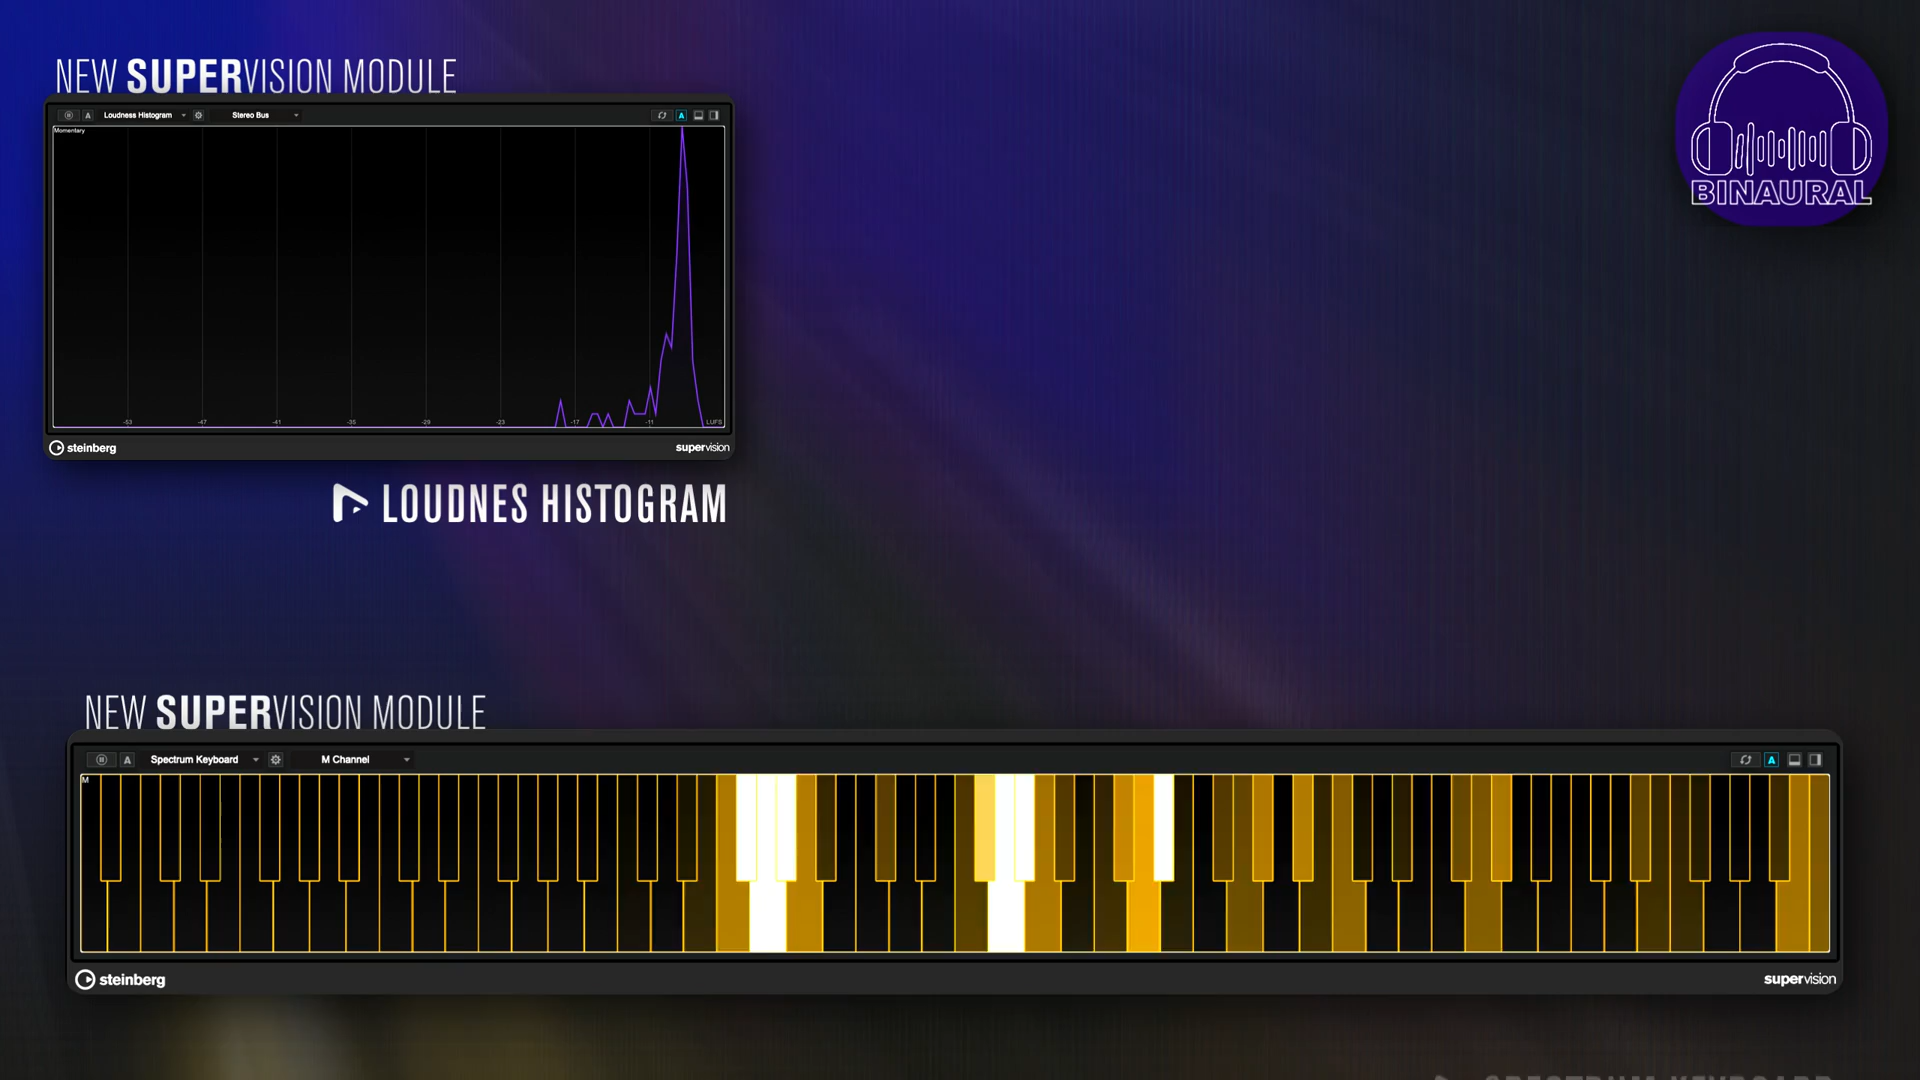 NEW SUPERVISION MODULE
A Loudness Histogram Stereo Bus A
Momentary
-53 -47 -41 -35 -29 -23 -17 -11 LUFS
steinberg supervision
LOUDNES HISTOGRAM
BINAURAL
NEW SUPERVISION MODULE
A Spectrum Keyboard M Channel A
M
steinberg supervision